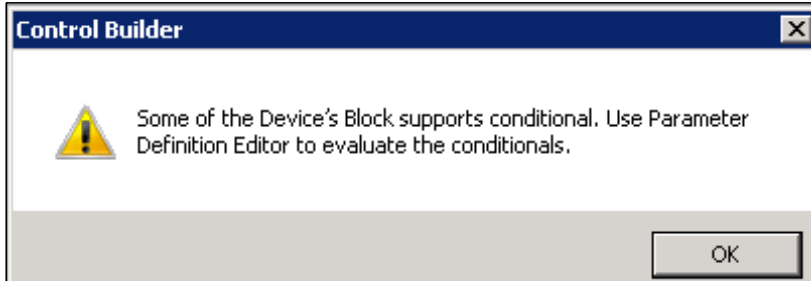 Control Builder
Some of the Device's Block supports conditional. Use Parameter
Definition Editor to evaluate the conditionals.
OK